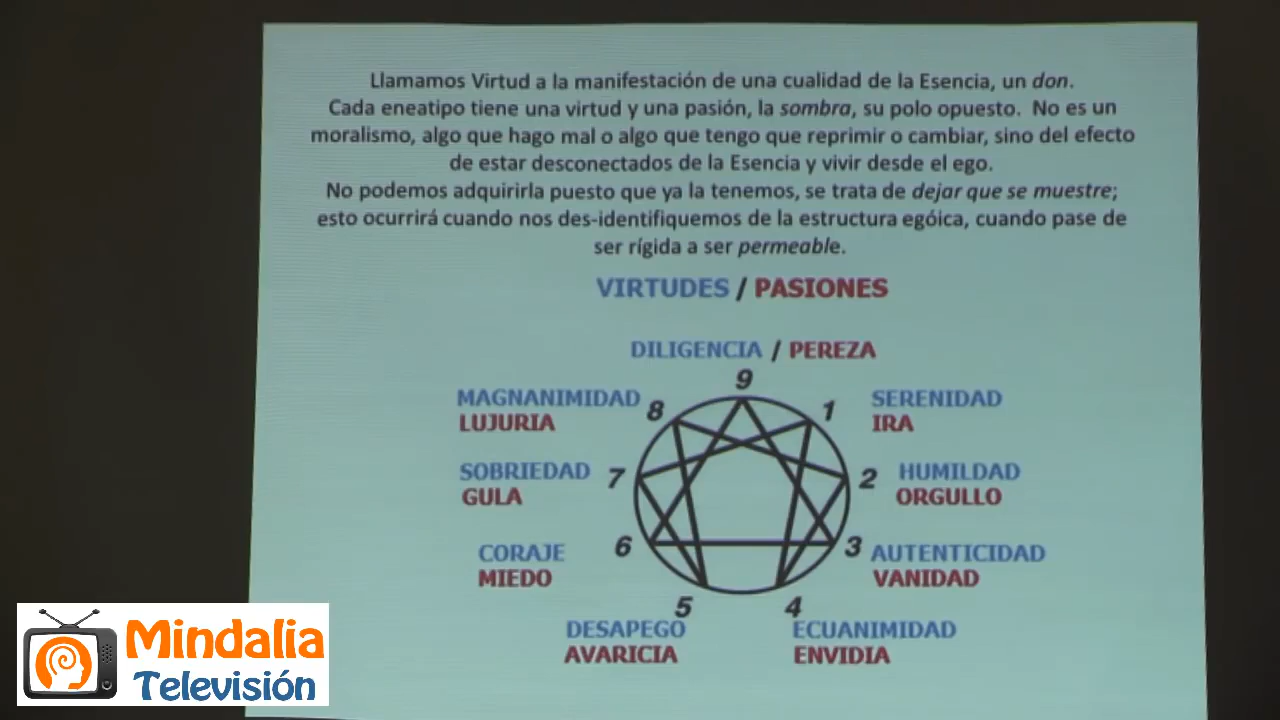 Llamamos Virtud a la manifestación de una cualidad de la Esencia, un don.
Cada eneatipo tiene una virtud y una pasión, la sombra, su polo opuesto. No es un
moralismo, algo que hago mal o algo que tengo que reprimir o cambiar, sino del efecto
de estar desconectados de la Esencia y vivir desde el ego.
No podemos adquirirla puesto que ya la tenemos, se trata de dejar que se muestre;
esto ocurrirá cuando nos des-identifiquemos de la estructura egóica, cuando pase de
ser rígida a ser permeable.
VIRTUDES / PASIONES
DILIGENCIA / PEREZA
9
MAGNANIMIDAD
LUJURIA
8
1
SERENIDAD
IRA
SOBRIEDAD
GULA
7
2
HUMILDAD
ORGULLO
CORAJE
MIEDO
6
3
AUTENTICIDAD
VANIDAD
5
DESAPEGO
AVARICIA
4
ECUANIMIDAD
ENVIDIA
Mindalia
Televisión